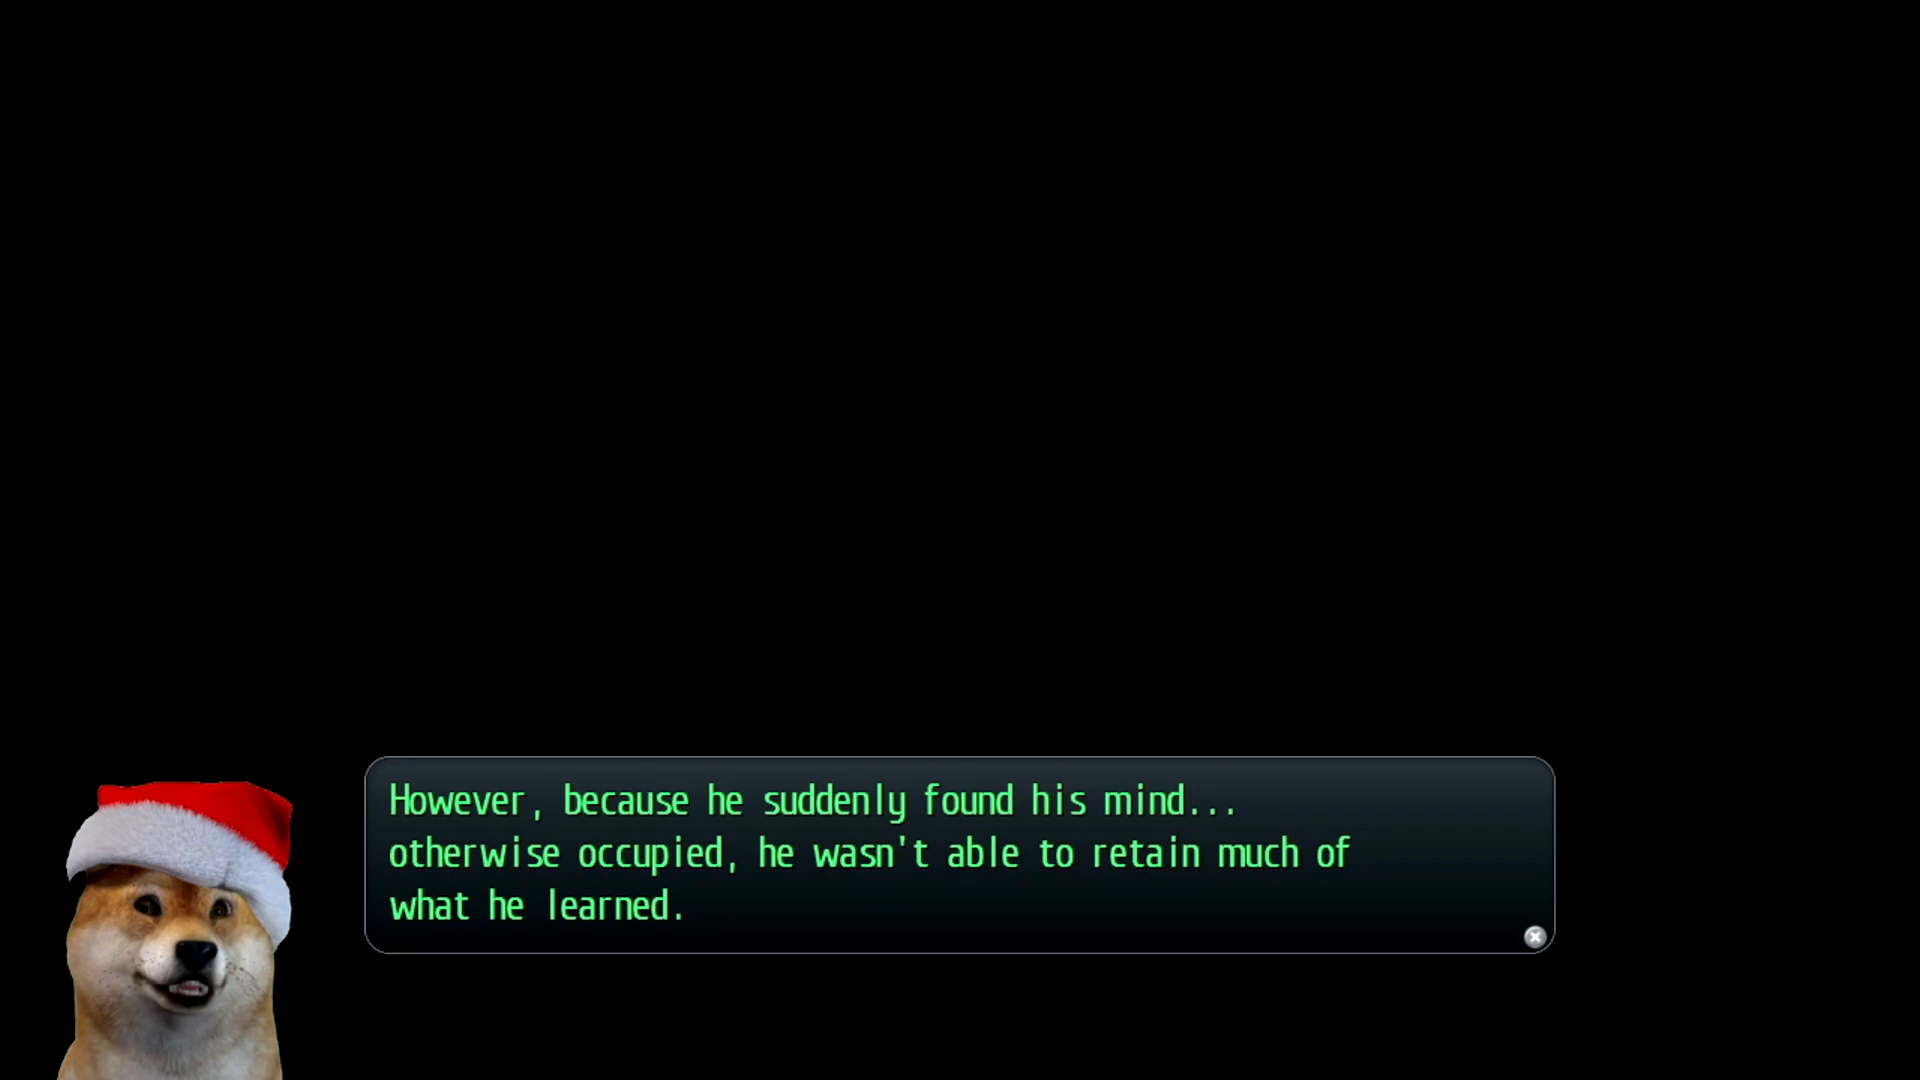 However, because he suddenly found his mind...
otherwise occupied, he wasn't able to retain much of
what he learned.